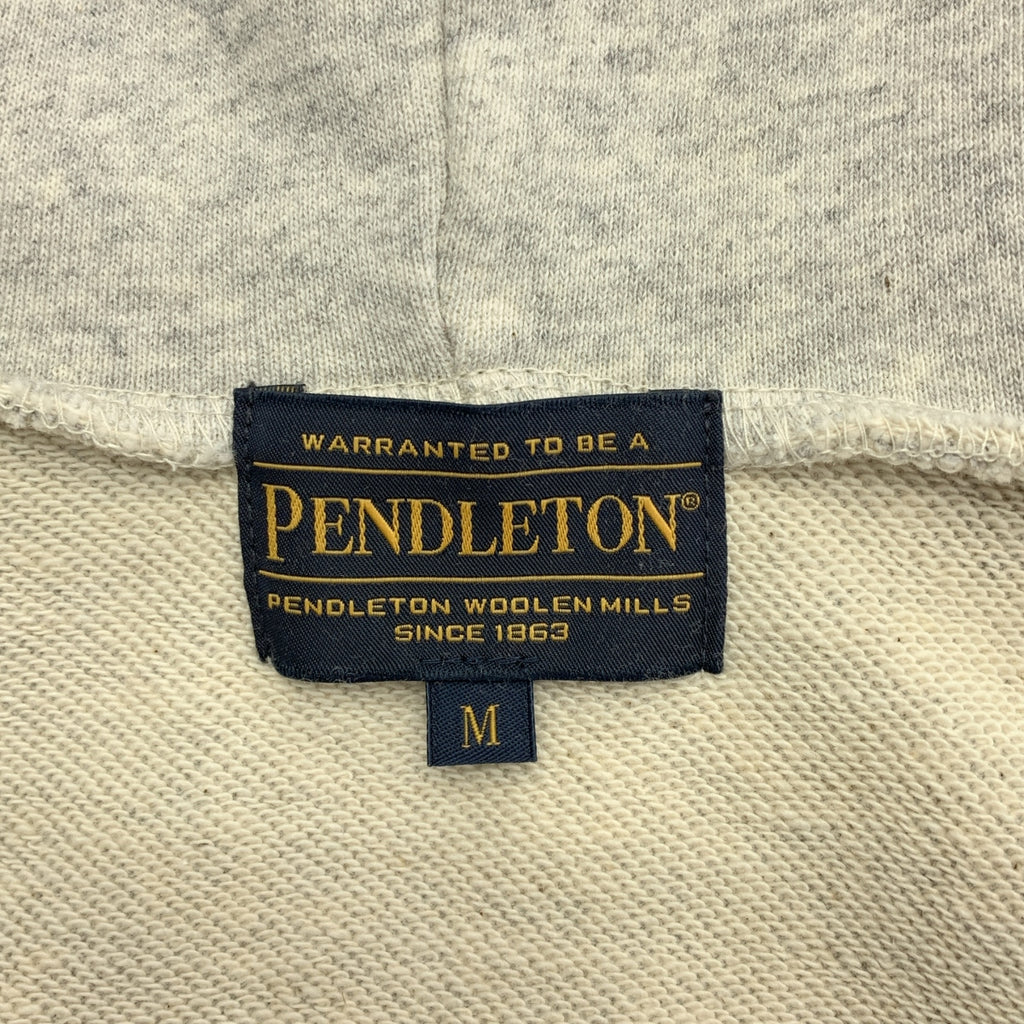 WARRANTED TO BE A
PENDLETON®
PENDLETON WOOLEN MILLS
SINCE 1863
M